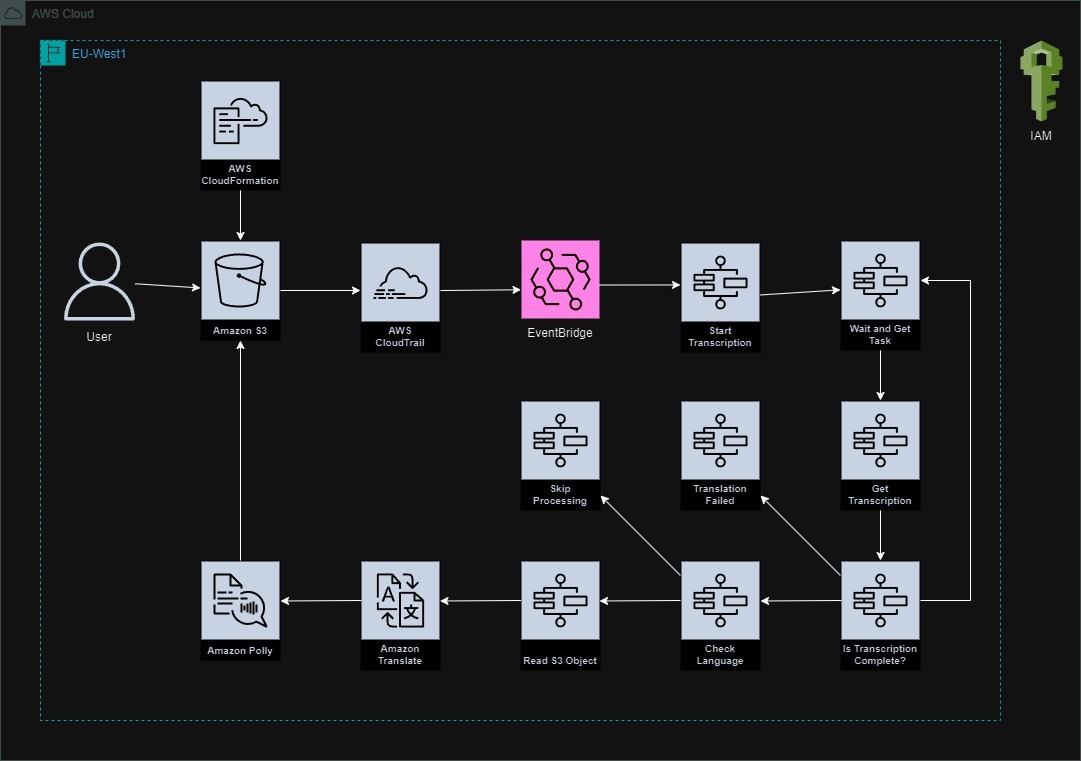 AWS Cloud
EU-West1
IAM
AWS
CloudFormation
User
Amazon S3
AWS
CloudTrail
EventBridge
Start
Transcription
Wait and Get
Task
Skip
Processing
Translation
Failed
Get
Transcription
Amazon Polly
Amazon
Translate
Read S3 Object
Check
Language
Is Transcription
Complete?
A
文